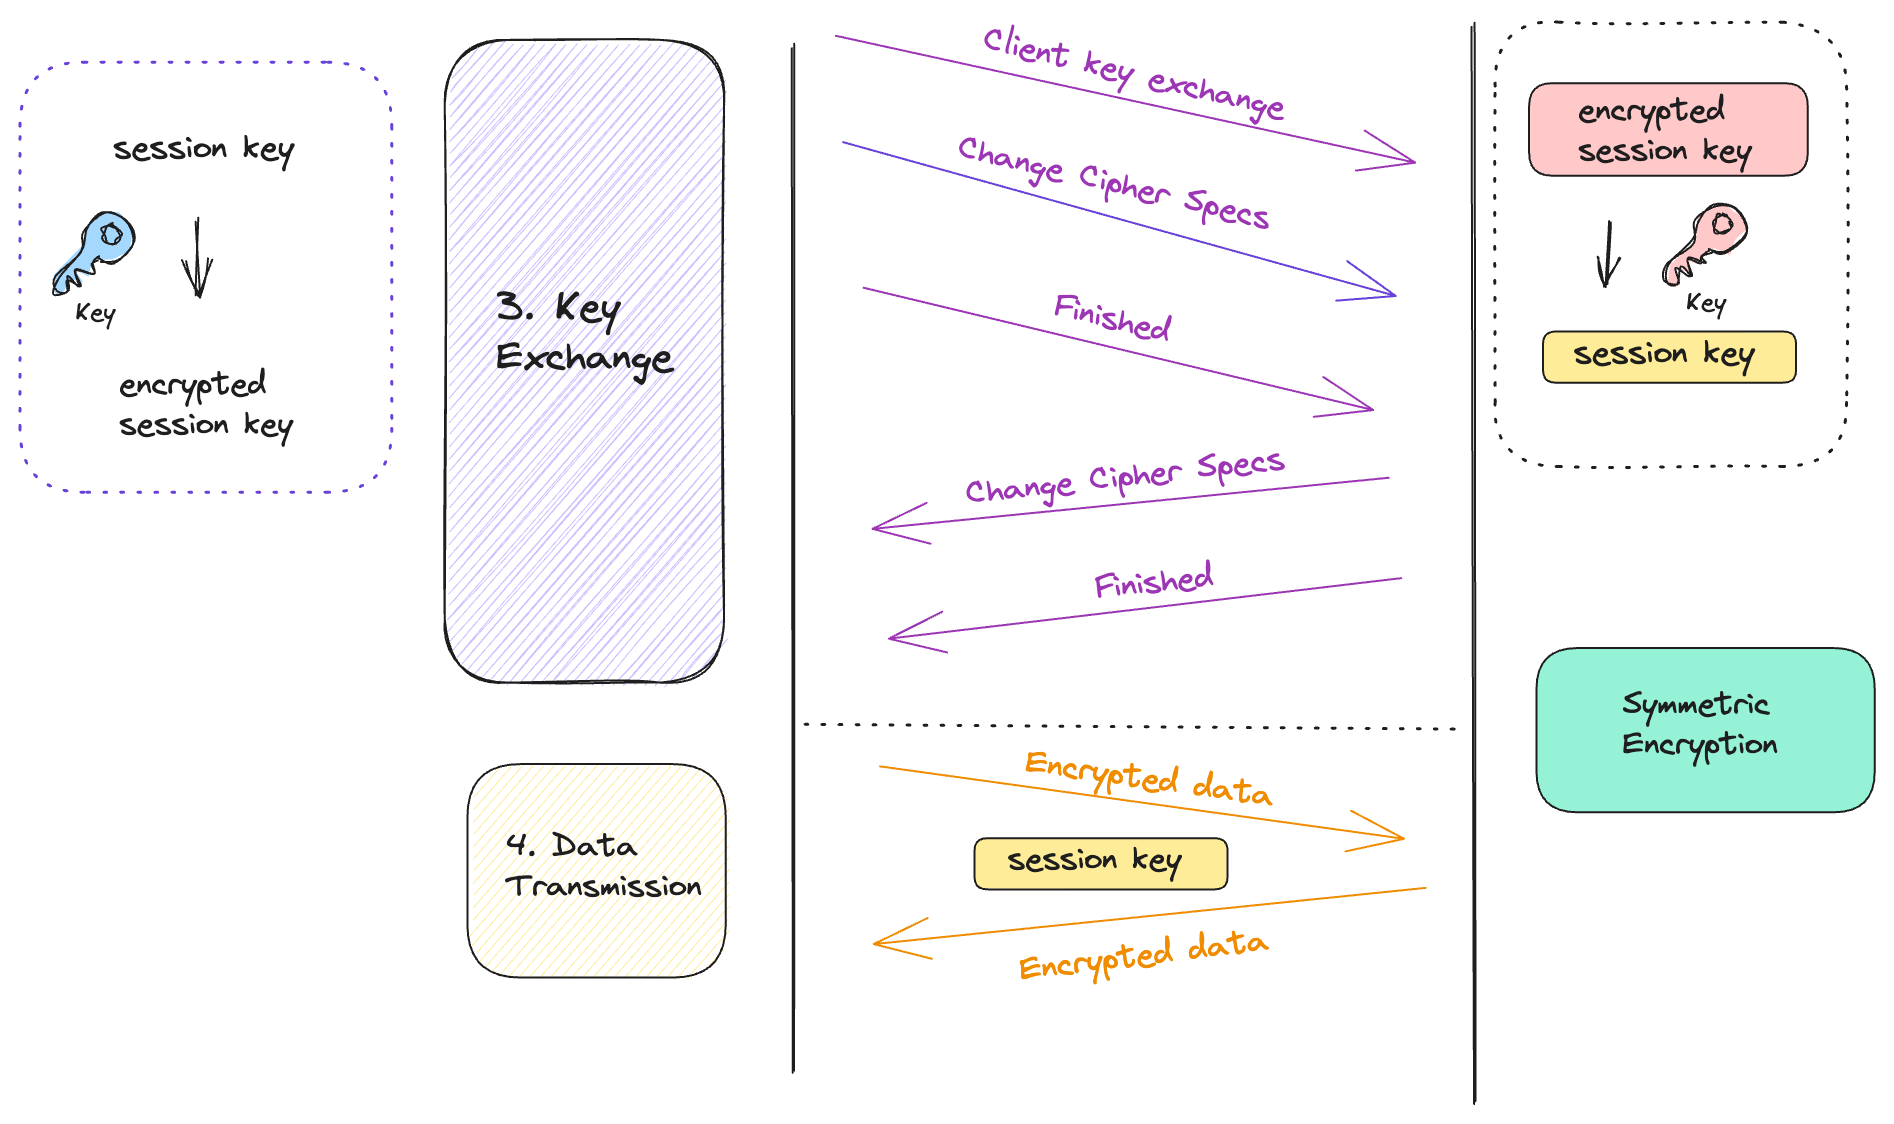 session key
Key
encrypted
session key
3. Key
Exchange
Client key exchange
Change Cipher Specs
Finished
Change Cipher Specs
Finished
encrypted
session key
Key
session key
Symmetric
Encryption
4. Data
Transmission
Encrypted data
session key
Encrypted data